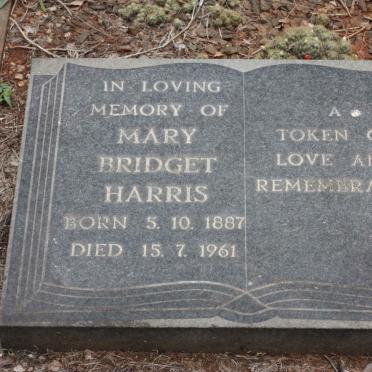 IN LOVING
MEMORY OF
MARY
BRIDGET
HARRIS
BORN 5. 10. 1887
DIED 15. 7. 1961
A
TOKEN
LOVE